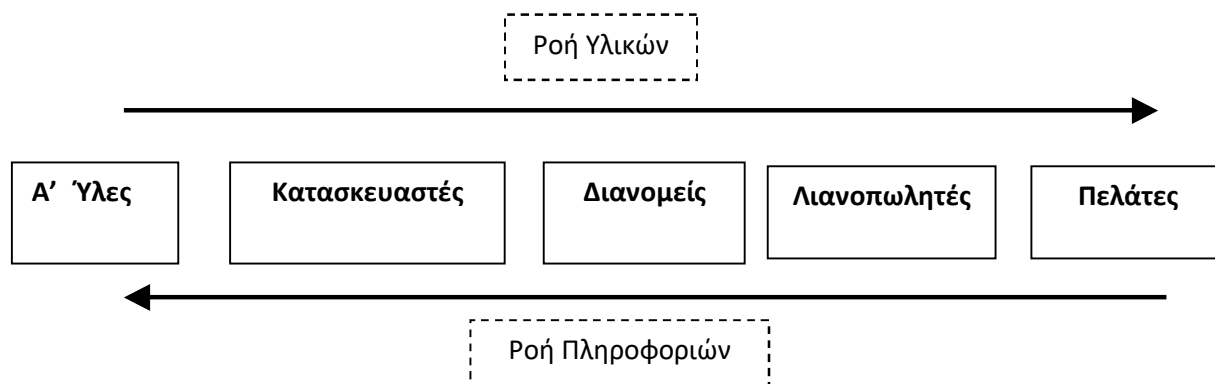 Ροή Υλικών
Α’ Ύλες
Κατασκευαστές
Διανομείς
Λιανοπωλητές
Πελάτες
Ροή Πληροφοριών